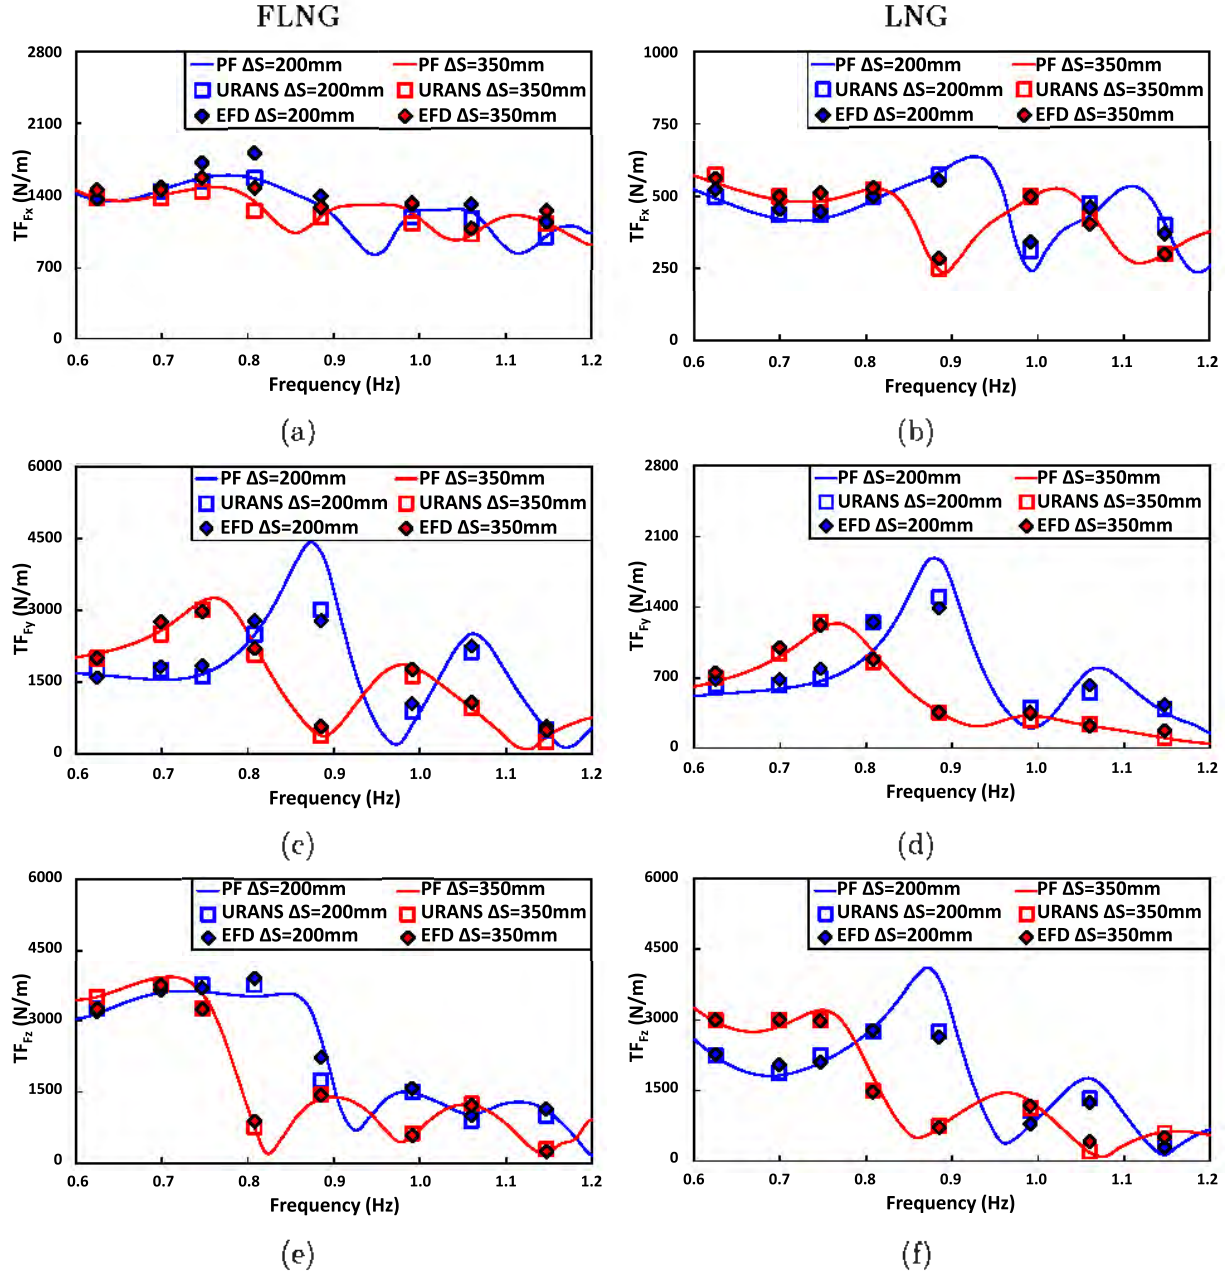 FLNG
LNG
PF ΔS=200mm PF ΔS=350mm
URANS ΔS=200mm URANS ΔS=350mm
EFD ΔS=200mm EFD ΔS=350mm
2800
2100
1400
700
0
TF_Fx (N/m)
0.6 0.7 0.8 0.9 1.0 1.1 1.2
Frequency (Hz)
(a)
PF ΔS=200mm PF ΔS=350mm
URANS ΔS=200mm URANS ΔS=350mm
EFD ΔS=200mm EFD ΔS=350mm
1000
750
500
250
0
TF_Fx (N/m)
0.6 0.7 0.8 0.9 1.0 1.1 1.2
Frequency (Hz)
(b)
PF ΔS=200mm PF ΔS=350mm
URANS ΔS=200mm URANS ΔS=350mm
EFD ΔS=200mm EFD ΔS=350mm
6000
4500
3000
1500
0
TF_Fy (N/m)
0.6 0.7 0.8 0.9 1.0 1.1 1.2
Frequency (Hz)
(c)
PF ΔS=200mm PF ΔS=350mm
URANS ΔS=200mm URANS ΔS=350mm
EFD ΔS=200mm EFD ΔS=350mm
2800
2100
1400
700
0
TF_Fy (N/m)
0.6 0.7 0.8 0.9 1.0 1.1 1.2
Frequency (Hz)
(d)
PF ΔS=200mm PF ΔS=350mm
URANS ΔS=200mm URANS ΔS=350mm
EFD ΔS=200mm EFD ΔS=350mm
6000
4500
3000
1500
0
TF_Fz (N/m)
0.6 0.7 0.8 0.9 1.0 1.1 1.2
Frequency (Hz)
(e)
PF ΔS=200mm PF ΔS=350mm
URANS ΔS=200mm URANS ΔS=350mm
EFD ΔS=200mm EFD ΔS=350mm
6000
4500
3000
1500
0
TF_Fz (N/m)
0.6 0.7 0.8 0.9 1.0 1.1 1.2
Frequency (Hz)
(f)